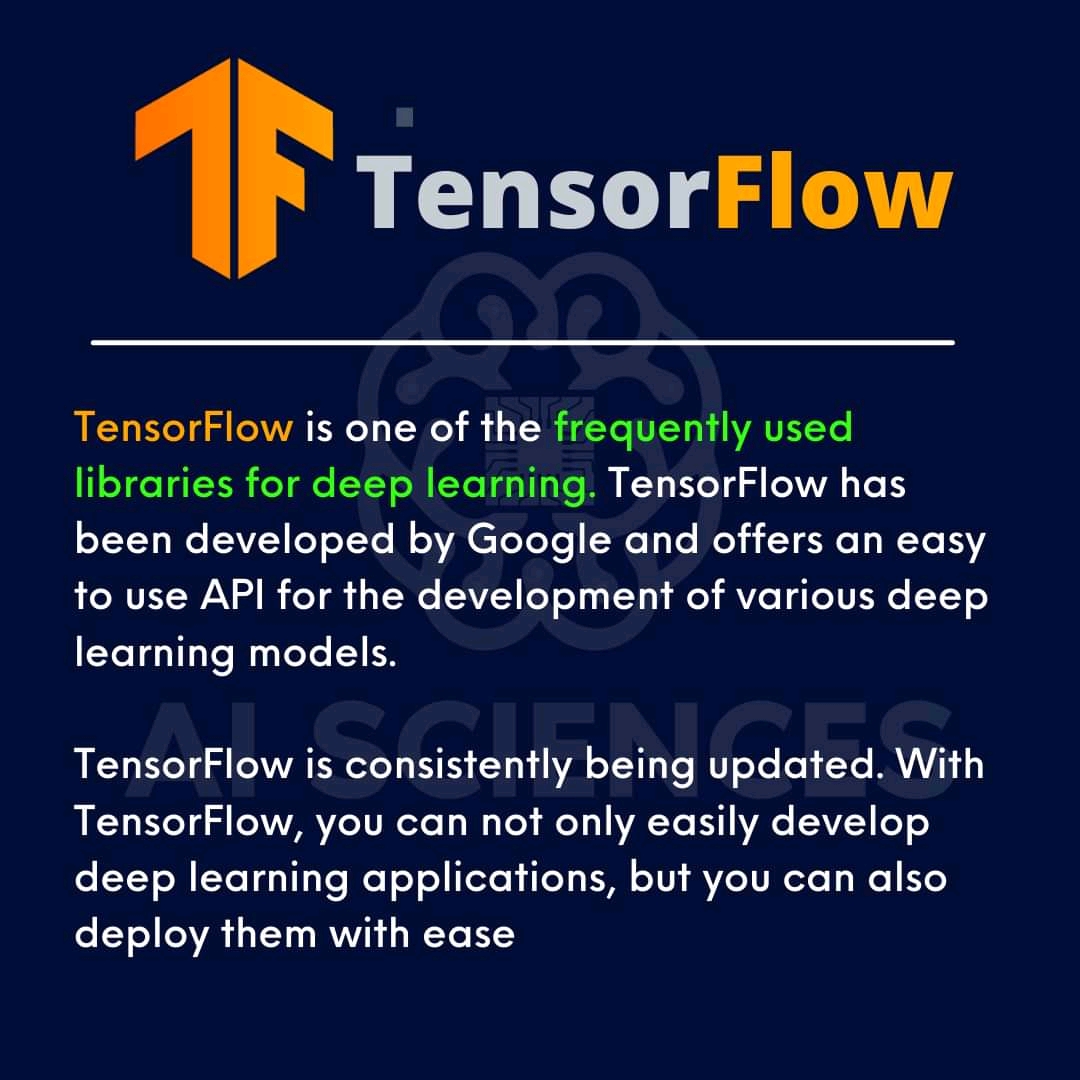 TensorFlow
TensorFlow is one of the frequently used
libraries for deep learning. TensorFlow has
been developed by Google and offers an easy
to use API for the development of various deep
learning models.
AI SCIENCES
TensorFlow is consistently being updated. With
TensorFlow, you can not only easily develop
deep learning applications, but you can also
deploy them with ease